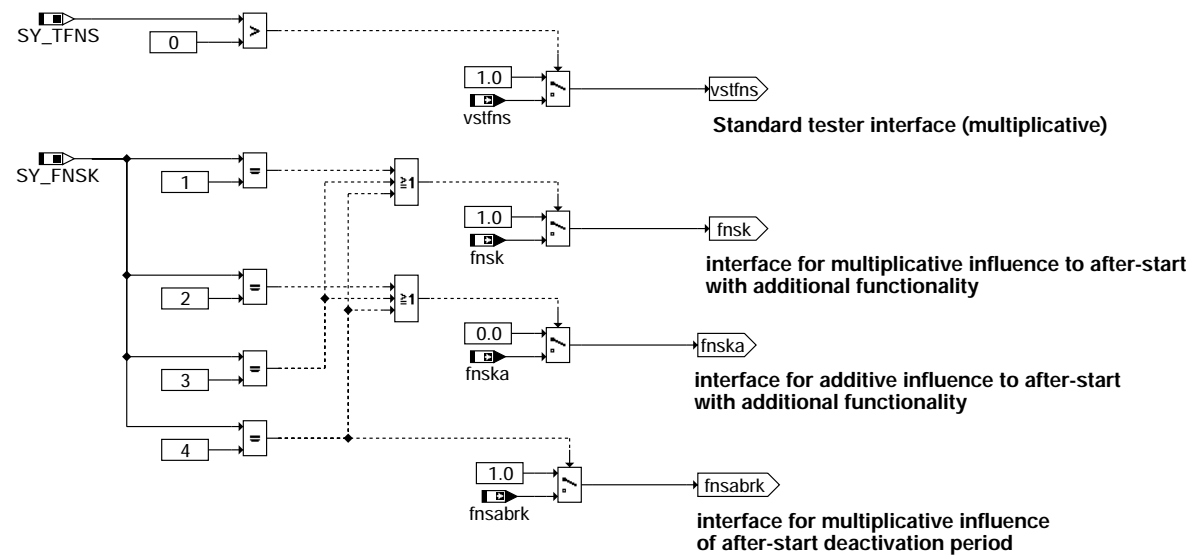 SY_TFNS
0
>
1.0
vstfns
vstfns
Standard tester interface (multiplicative)
SY_FNSK
1
=
≧1
1.0
fnsk
fnsk
interface for multiplicative influence to after-start
with additional functionality
2
=
≧1
0.0
fnska
fnska
interface for additive influence to after-start
with additional functionality
3
=
4
=
1.0
fnsabrk
fnsabrk
interface for multiplicative influence
of after-start deactivation period